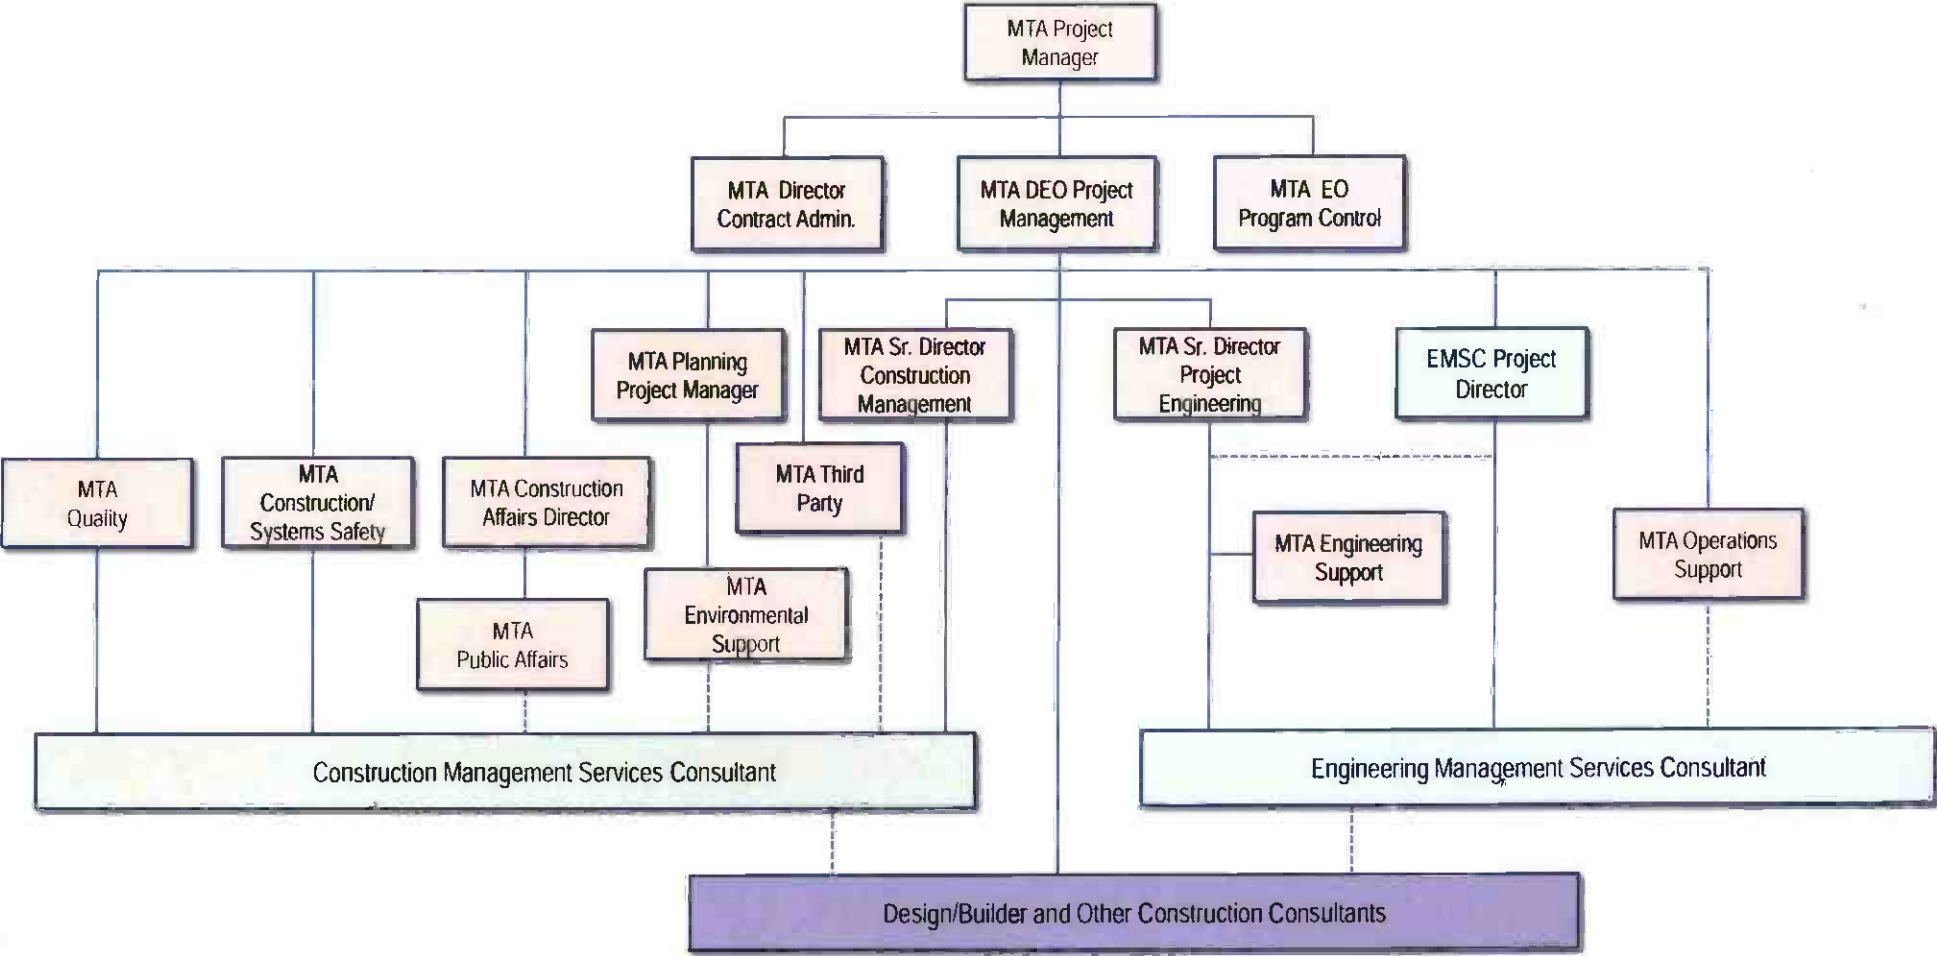 MTA Project
Manager
MTA Director
Contract Admin.
MTA DEO Project
Management
MTA EO
Program Control
MTA Planning
Project Manager
MTA Sr. Director
Construction
Management
MTA Sr. Director
Project
Engineering
EMSC Project
Director
MTA
Quality
MTA
Construction/
Systems Safety
MTA Construction
Affairs Director
MTA Third
Party
MTA Engineering
Support
MTA Operations
Support
MTA
Public Affairs
MTA
Environmental
Support
Construction Management Services Consultant
Engineering Management Services Consultant
Design/Builder and Other Construction Consultants